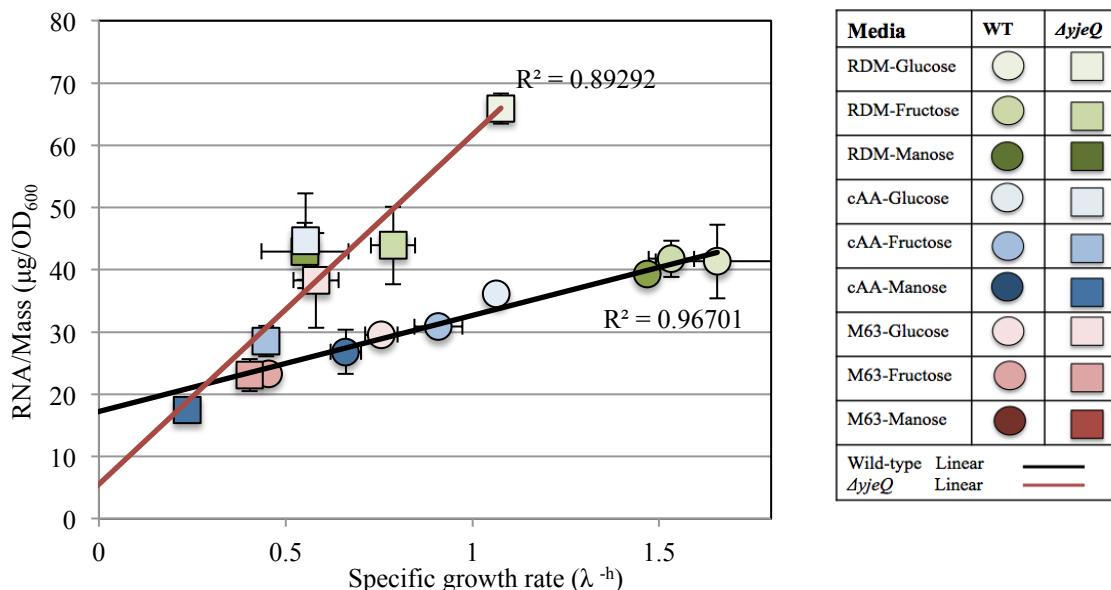 80
70
60
50
40
30
20
10
0
RNA/Mass (µg/OD600)
R² = 0.89292
R² = 0.96701
0 0.5 1 1.5
Specific growth rate (λ -h)
Media WT ΔyjeQ
RDM-Glucose
RDM-Fructose
RDM-Manose
cAA-Glucose
cAA-Fructose
cAA-Manose
M63-Glucose
M63-Fructose
M63-Manose
Wild-type Linear
ΔyjeQ Linear